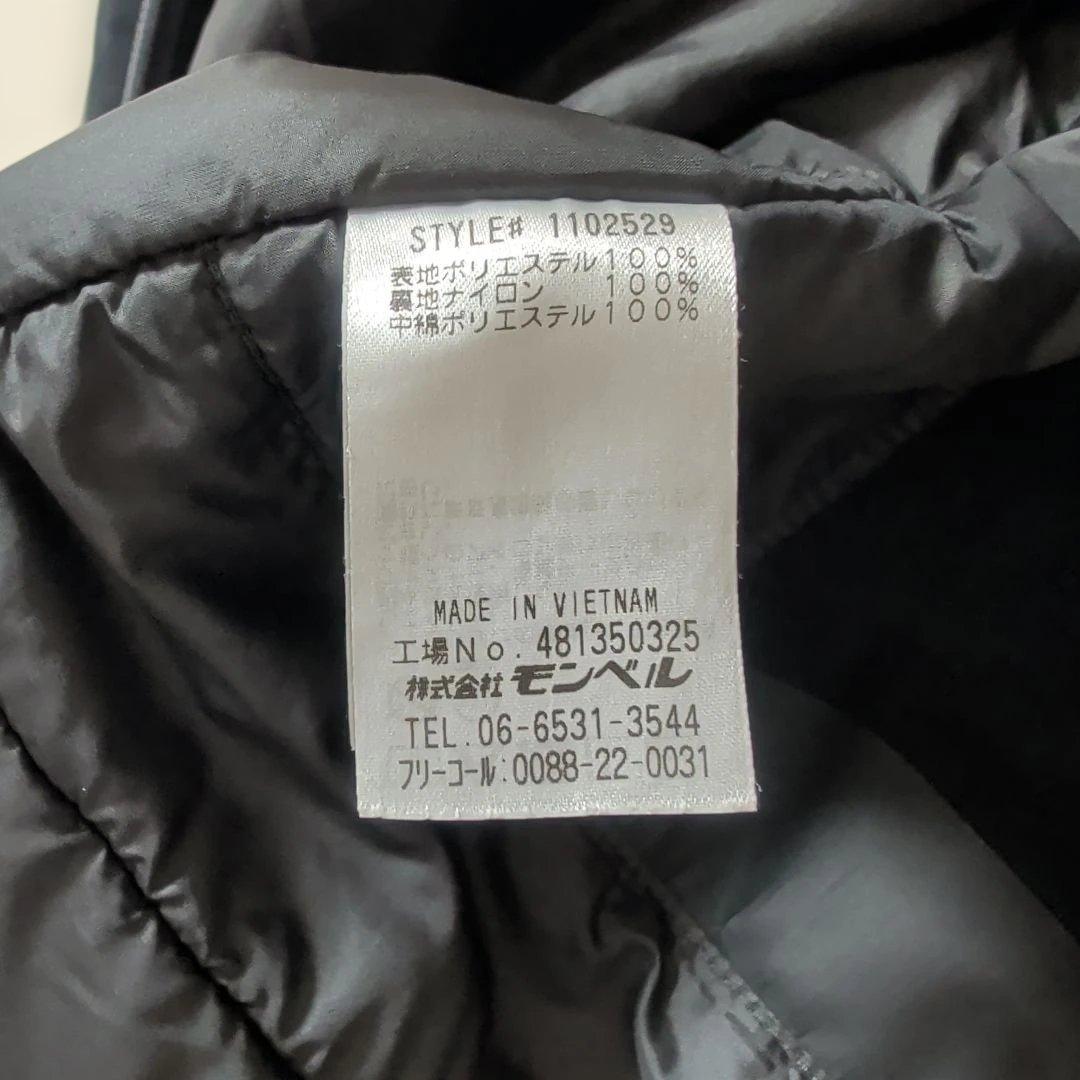 STYLE# 1102529
表地ポリエステル100%
裏地ナイロン 100%
中綿ポリエステル100%
MADE IN VIETNAM
工場No.481350325
株式会社モンベル
TEL.06-6531-3544
フリーコール:0088-22-0031